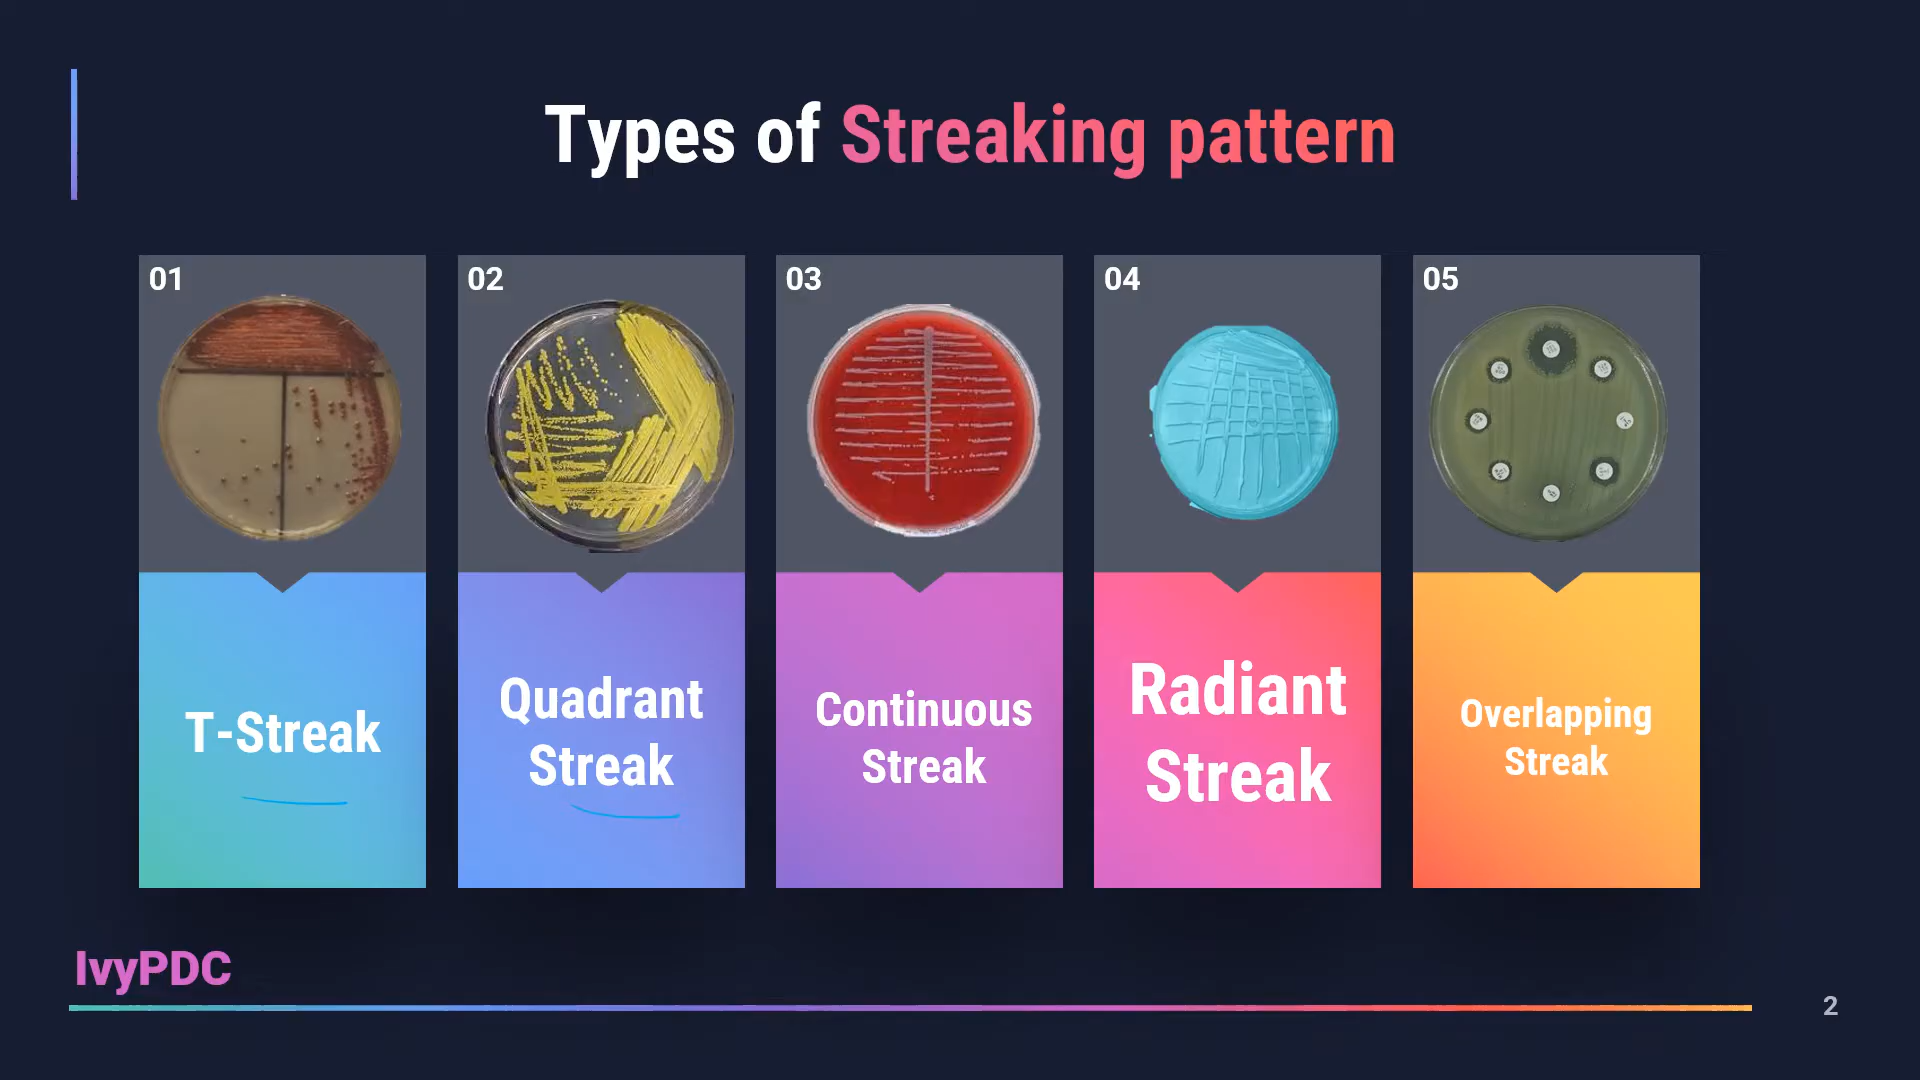 Types of Streaking pattern
01
02
03
04
05
T-Streak
Quadrant
Streak
Continuous
Streak
Radiant
Streak
Overlapping
Streak
IvyPDC
2